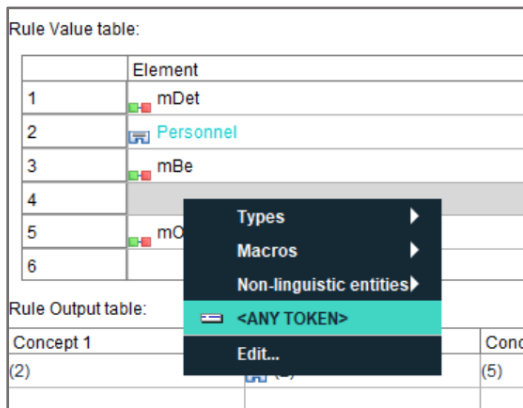 Rule Value table:
Element
1 mDet
2 Personnel
3 mBe
4
Types
5 mO
Macros
6
Non-linguistic entities
Rule Output table:
<ANY TOKEN>
Concept 1
Conc
Edit...
(2)
(5)